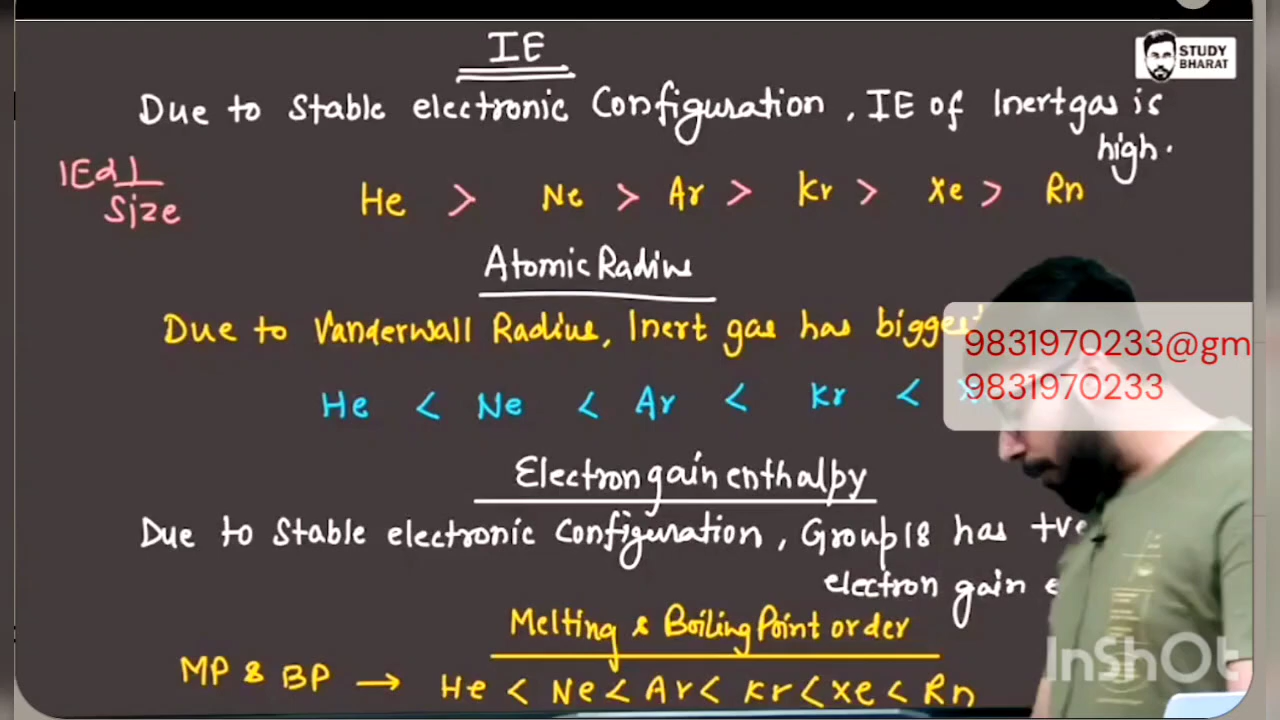 IE
STUDY
BHARAT
Due to Stable electronic Configuration, IE of Inertgas is
high.
IE α 1
Size
He > Ne > Ar > Kr > Xe > Rn
Atomic Radius
Due to Vanderwall Radius, Inert gas has biggest
9831970233@gm
9831970233
He < Ne < Ar < Kr <
Electron gain enthalpy
Due to Stable electronic Configuration, Group 18 has +ve
electron gain
Melting & Boiling Point order
InShOt
MP & BP → He < Ne < Ar < Kr < Xe < Rn